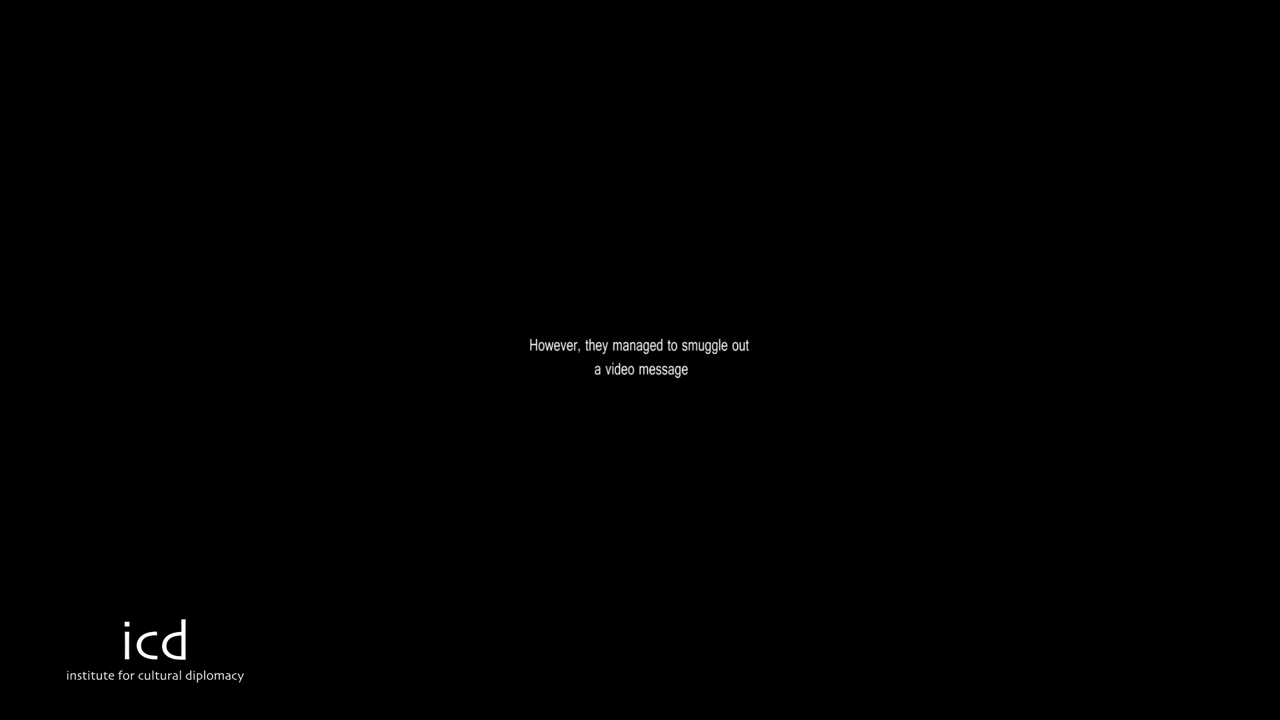 However, they managed to smuggle out
a video message
icd
institute for cultural diplomacy